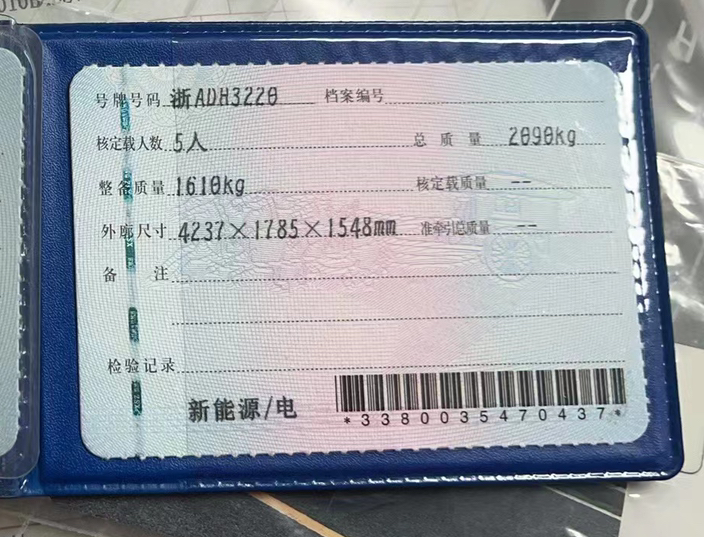 号牌号码 浙ADH3220 档案编号
核定载人数 5人 总质量 2090kg
整备质量 1610kg 核定载质量 --
外廓尺寸 4237×1785×1548mm 准牵引总质量 --
备注
检验记录
新能源/电
*3380035470437*